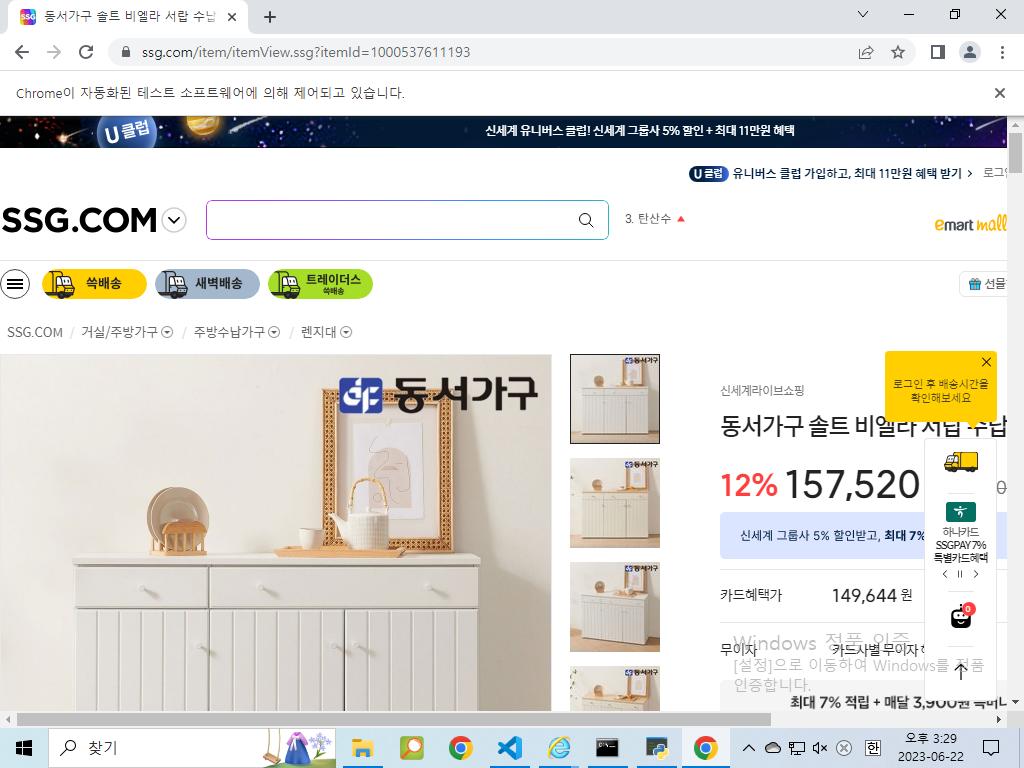 동서가구 솔트 비엘라 서랍 수납
ssg.com/item/itemView.ssg?itemId=1000537611193
Chrome이 자동화된 테스트 소프트웨어에 의해 제어되고 있습니다.
U클럽
신세계 유니버스 클럽! 신세계 그룹사 5% 할인 + 최대 11만원 혜택
U 클럽 유니버스 클럽 가입하고, 최대 11만원 혜택 받기
SSG.COM
3. 탄산수
emart mall
쓱배송
새벽배송
트레이더스
쓱배송
선물
SSG.COM / 거실/주방가구 / 주방수납가구 / 렌지대
동서가구
신세계라이브쇼핑
로그인 후 배송시간을
확인해보세요
동서가구 솔트 비엘라 서랍 수납
12% 157,520
신세계 그룹사 5% 할인받고, 최대 7%
하나카드
SSGPAY 7%
특별카드혜택
카드혜택가 149,644 원
0
무이자 카드사별 무이자
Windows 정품 인증
[설정]으로 이동하여 Windows를 정품
인증합니다.
최대 7% 적립 + 매달 3,900원
찾기
한
오후 3:29
2023-06-22